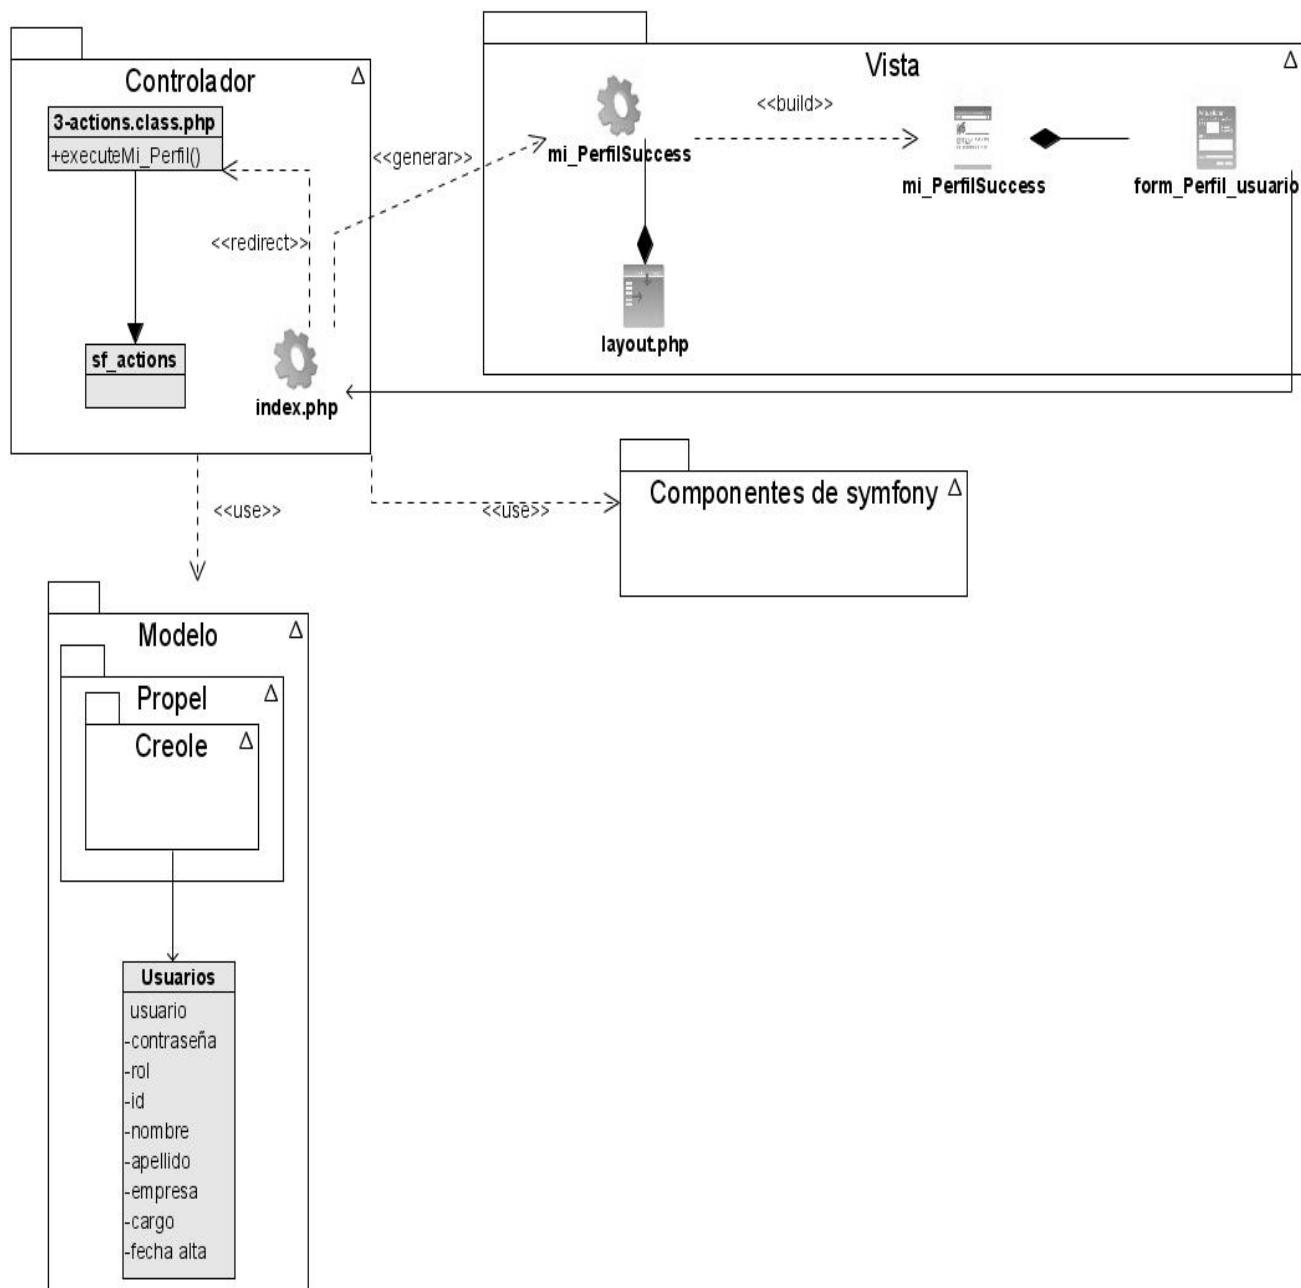 Controlador
Δ
3-actions.class.php
+executeMi_Perfil()
<<redirect>>
sf_actions
index.php
<<generar>>
Vista
Δ
mi_PerfilSuccess
<<build>>
mi_PerfilSuccess
form_Perfil_usuario
layout.php
<<use>>
<<use>>
Componentes de symfony
Δ
Modelo
Δ
Propel
Δ
Creole
Δ
Usuarios
usuario
-contraseña
-rol
-id
-nombre
-apellido
-empresa
-cargo
-fecha alta